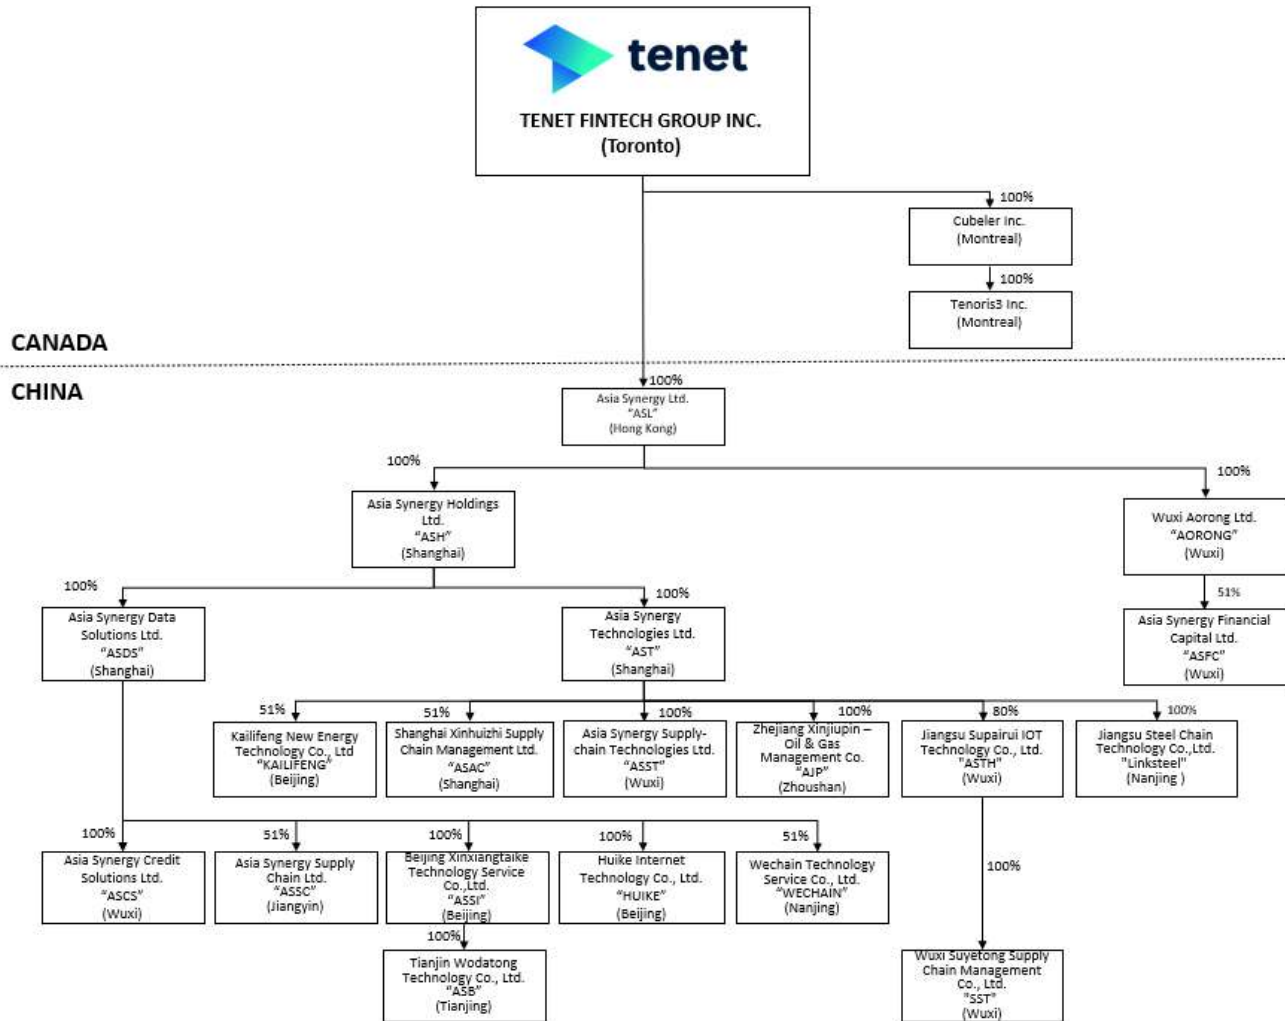 tenet
TENET FINTECH GROUP INC.
(Toronto)
100%
Cubeler Inc.
(Montreal)
100%
Tenoris3 Inc.
(Montreal)
CANADA
CHINA
100%
Asia Synergy Ltd.
“ASL”
(Hong Kong)
100%
100%
Asia Synergy Holdings
Ltd.
“ASH”
(Shanghai)
Wuxi Aorong Ltd.
“AORONG”
(Wuxi)
100%
100%
51%
Asia Synergy Data
Solutions Ltd.
“ASDS”
(Shanghai)
Asia Synergy
Technologies Ltd.
“AST”
(Shanghai)
Asia Synergy Financial
Capital Ltd.
“ASFC”
(Wuxi)
51%
51%
100%
100%
80%
100%
Kailifeng New Energy
Technology Co., Ltd
“KAILIFENG”
(Beijing)
Shanghai Xinhuizhi Supply
Chain Management Ltd.
“ASAC”
(Shanghai)
Asia Synergy Supply-
chain Technologies Ltd.
“ASST”
(Wuxi)
Zhejiang Xinjiupin –
Oil & Gas
Management Co.
“AJP”
(Zhoushan)
Jiangsu Supairui IOT
Technology Co., Ltd.
"ASTH"
(Wuxi)
Jiangsu Steel Chain
Technology Co.,Ltd.
"Linksteel"
(Nanjing )
100%
51%
100%
100%
51%
Asia Synergy Credit
Solutions Ltd.
“ASCS”
(Wuxi)
Asia Synergy Supply
Chain Ltd.
“ASSC”
(Jiangyin)
Beijing Xinxiangtaike
Technology Service
Co.,Ltd.
“ASSI”
(Beijing)
Huike Internet
Technology Co., Ltd.
“HUIKE”
(Beijing)
Wechain Technology
Service Co., Ltd.
“WECHAIN”
(Nanjing)
100%
100%
Tianjin Wodatong
Technology Co., Ltd.
“ASB”
(Tianjing)
Wuxi Suyetong Supply
Chain Management
Co., Ltd.
"SST"
(Wuxi)